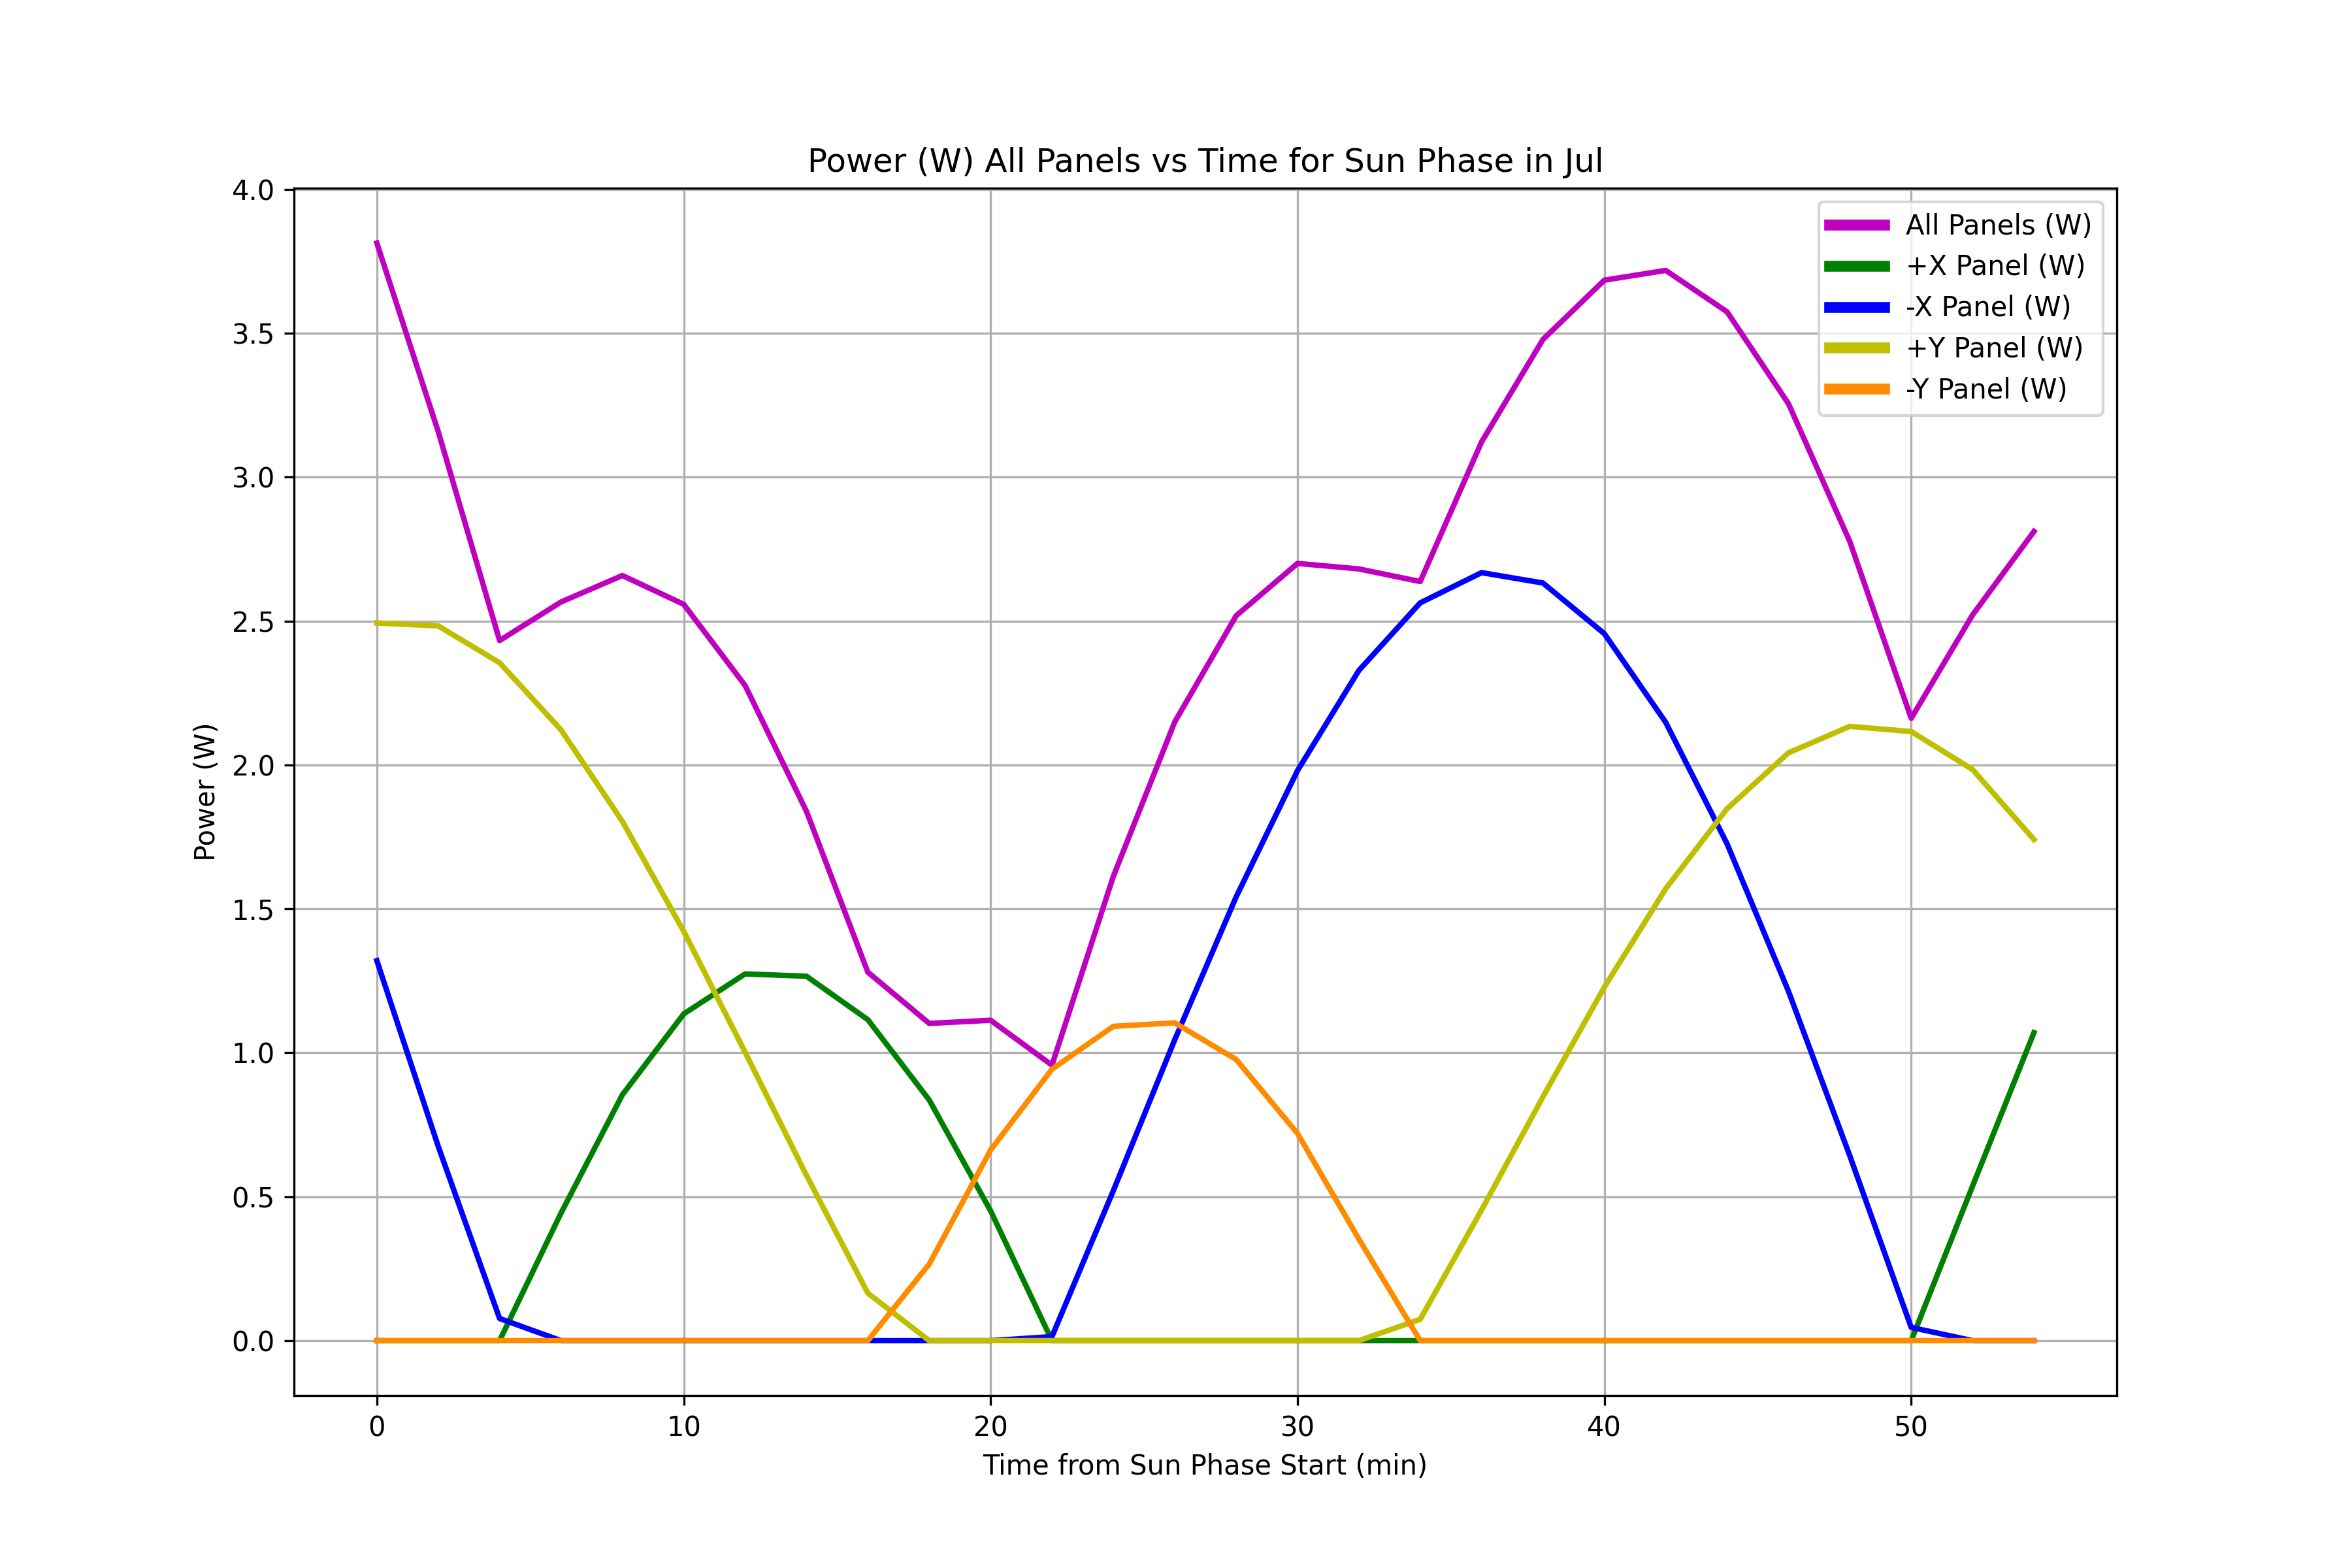 Power (W) All Panels vs Time for Sun Phase in Jul
4.0
3.5
3.0
2.5
2.0
1.5
1.0
0.5
0.0
Power (W)
All Panels (W)
+X Panel (W)
-X Panel (W)
+Y Panel (W)
-Y Panel (W)
0 10 20 30 40 50
Time from Sun Phase Start (min)